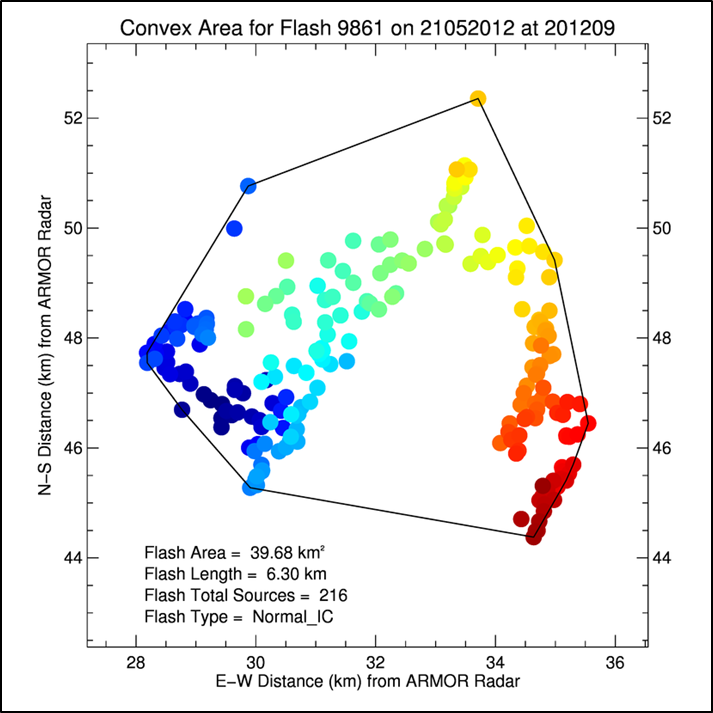 Convex Area for Flash 9861 on 21052012 at 201209
52 52
50 50
48 48
46 46
44 44
N−S Distance (km) from ARMOR Radar
Flash Area = 39.68 km²
Flash Length = 6.30 km
Flash Total Sources = 216
Flash Type = Normal_IC
28 30 32 34 36
E−W Distance (km) from ARMOR Radar